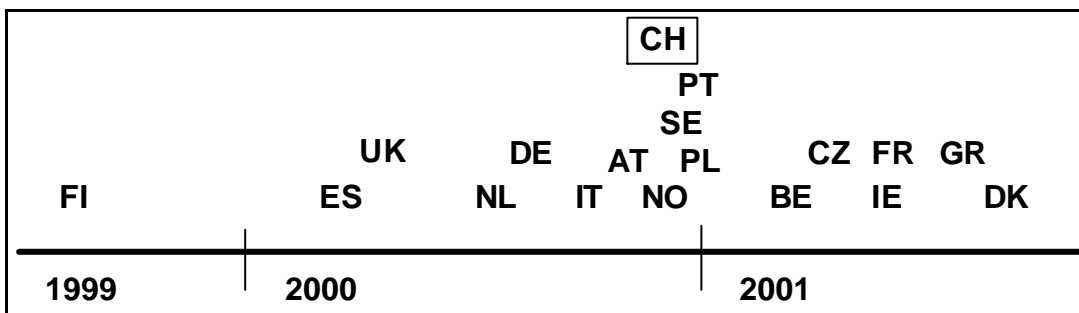 CH
PT
SE
UK DE AT PL CZ FR GR
FI ES NL IT NO BE IE DK
1999 2000 2001